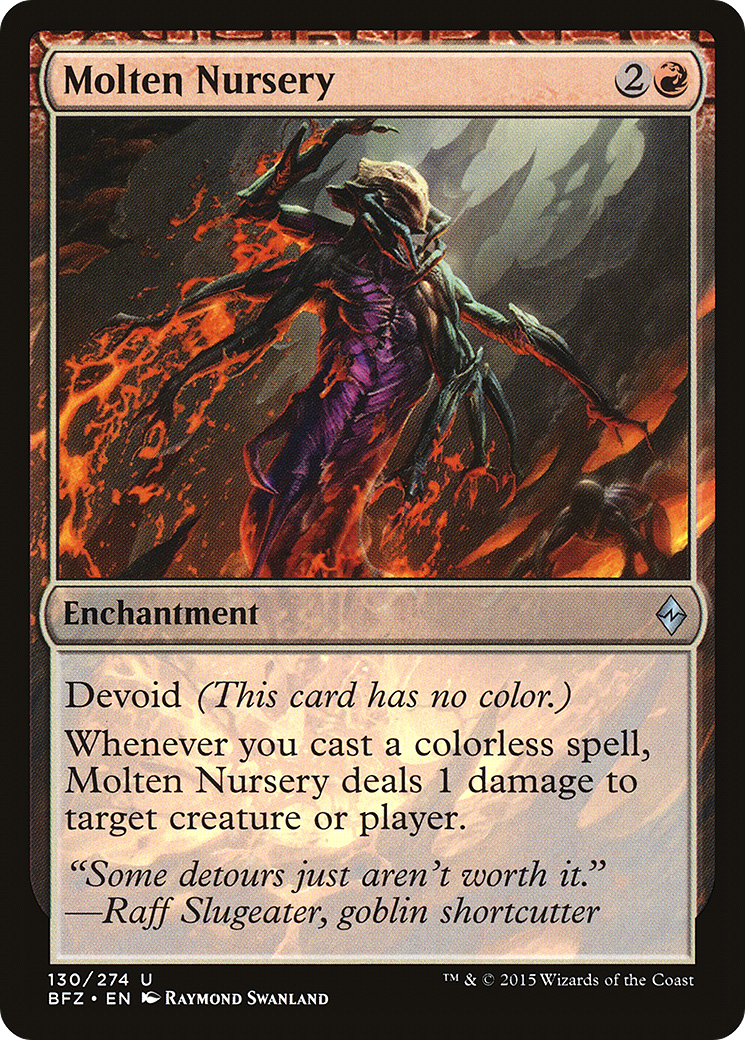 Molten Nursery 2
Enchantment
Devoid (This card has no color.)
Whenever you cast a colorless spell,
Molten Nursery deals 1 damage to
target creature or player.
“Some detours just aren’t worth it.”
—Raff Slugeater, goblin shortcutter
130/274 U
BFZ • EN Raymond Swanland
™ & © 2015 Wizards of the Coast